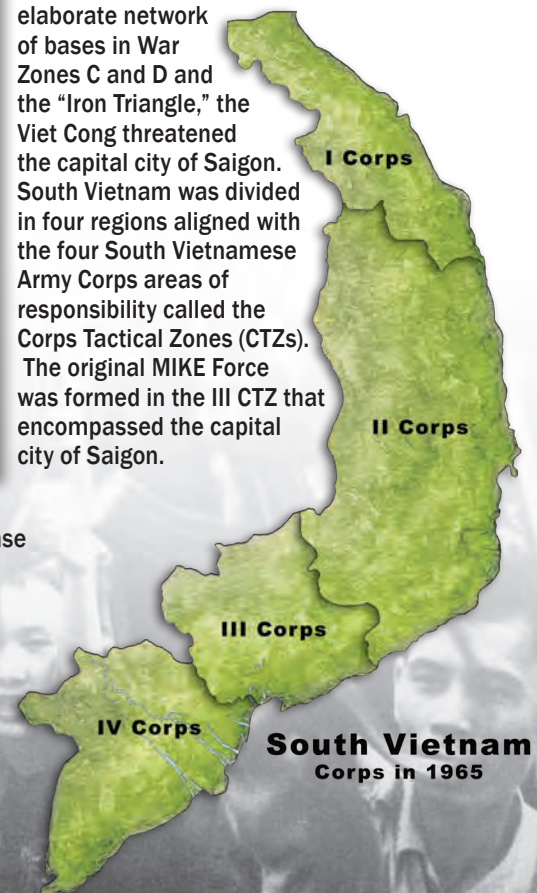 elaborate network
of bases in War
Zones C and D and
the “Iron Triangle,” the
Viet Cong threatened
the capital city of Saigon.
South Vietnam was divided
in four regions aligned with
the four South Vietnamese
Army Corps areas of
responsibility called the
Corps Tactical Zones (CTZs).
The original MIKE Force
was formed in the III CTZ that
encompassed the capital
city of Saigon.
I Corps
II Corps
III Corps
IV Corps
South Vietnam
Corps in 1965